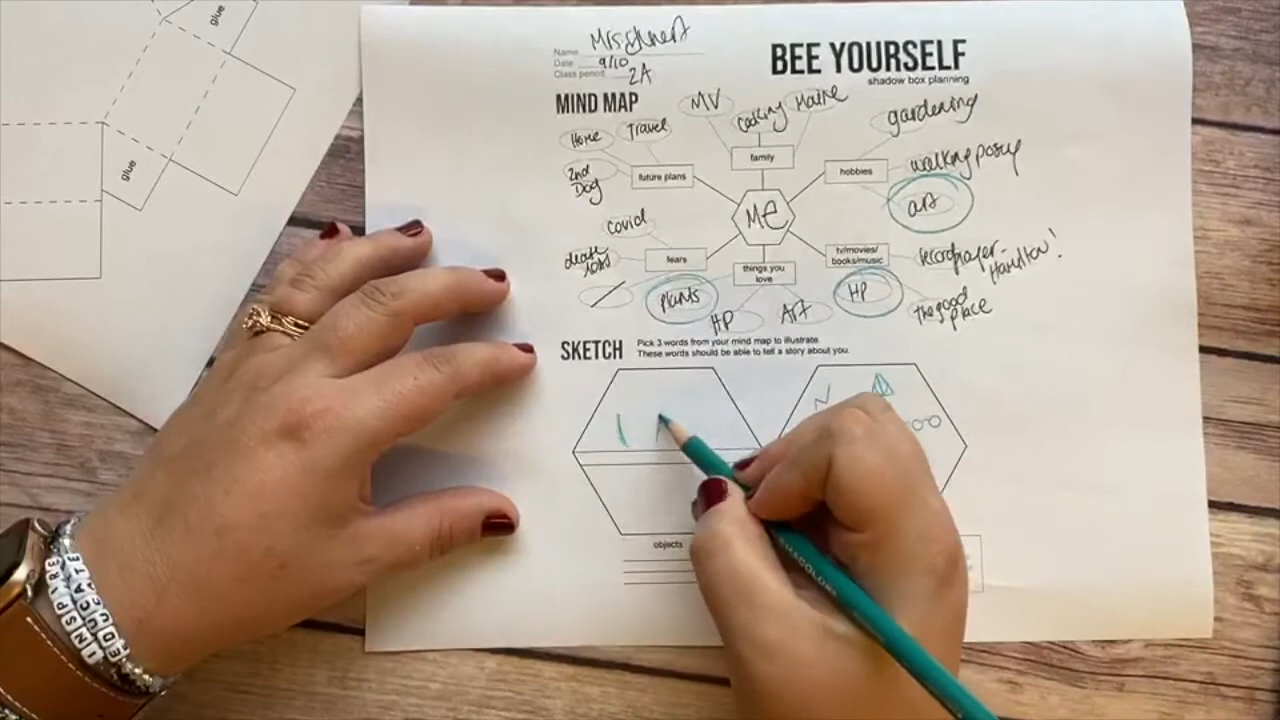 glue
glue
Name
Date 9/10
Class period 2A
BEE YOURSELF
shadow box planning
MIND MAP
MV
cooking
Maine
gardening
Home
Travel
family
hobbies
walking posey
2nd Dog
future plans
art
ME
covid
tv/movies/
books/music
record player -
Hamilton!
death
loss
fears
things you
love
plants
HP
HP
Art
The good
place
SKETCH
Pick 3 words from your mind map to illustrate.
These words should be able to tell a story about you.
objects
PRISMACOLOR
INSPIRE
EDUCATE